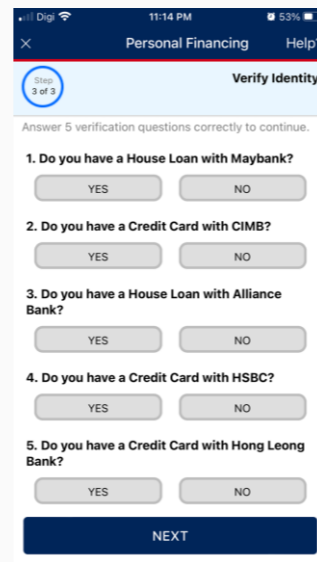 Digi 11:14 PM 53%
× Personal Financing Help
Step Verify Identity
3 of 3
Answer 5 verification questions correctly to continue.
1. Do you have a House Loan with Maybank?
YES NO
2. Do you have a Credit Card with CIMB?
YES NO
3. Do you have a House Loan with Alliance
Bank?
YES NO
4. Do you have a Credit Card with HSBC?
YES NO
5. Do you have a Credit Card with Hong Leong
Bank?
YES NO
NEXT